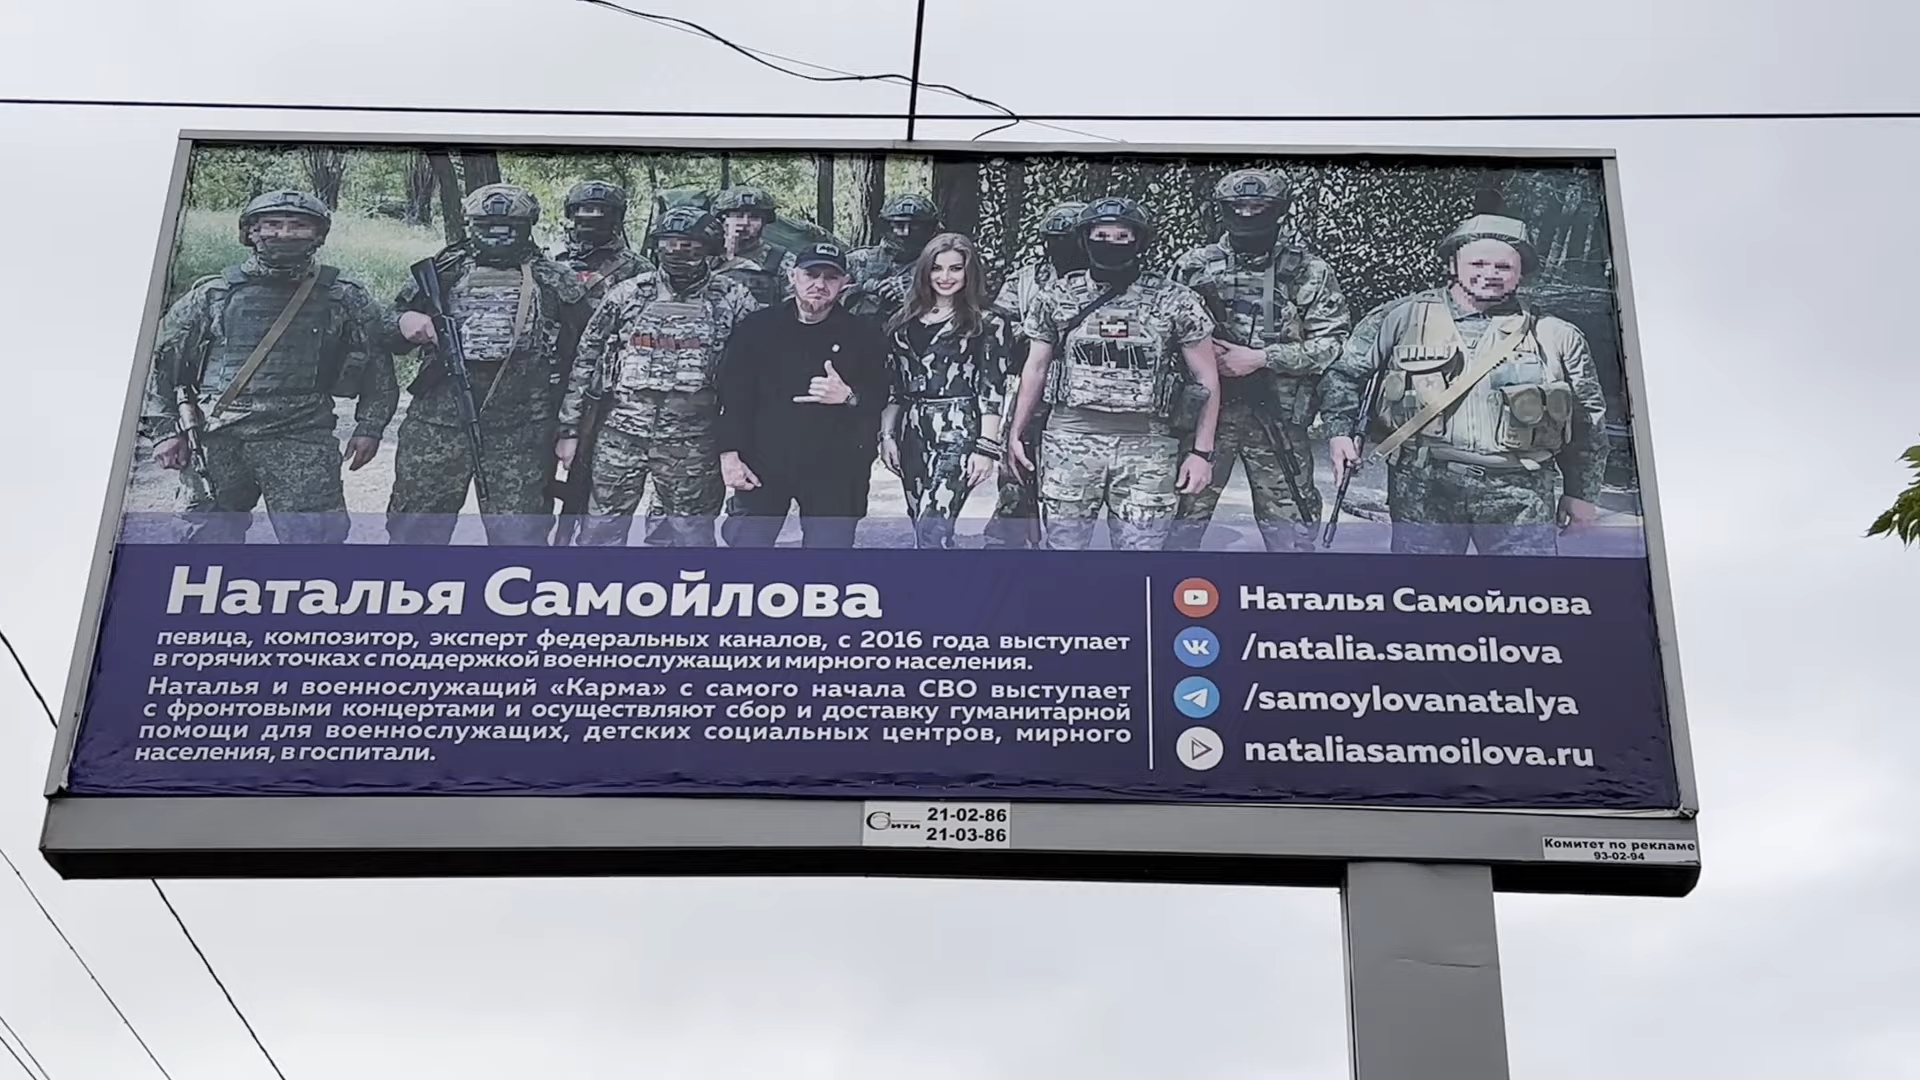 Наталья Самойлова
певица, композитор, эксперт федеральных каналов, с 2016 года выступает
в горячих точках с поддержкой военнослужащих и мирного населения.
Наталья и военнослужащий «Карма» с самого начала СВО выступает
с фронтовыми концертами и осуществляют сбор и доставку гуманитарной
помощи для военнослужащих, детских социальных центров, мирного
населения, в госпитали.
Наталья Самойлова
/natalia.samoilova
/samoylovanatalya
nataliasamoilova.ru
Сити 21-02-86
21-03-86
Комитет по рекламе
93-02-94